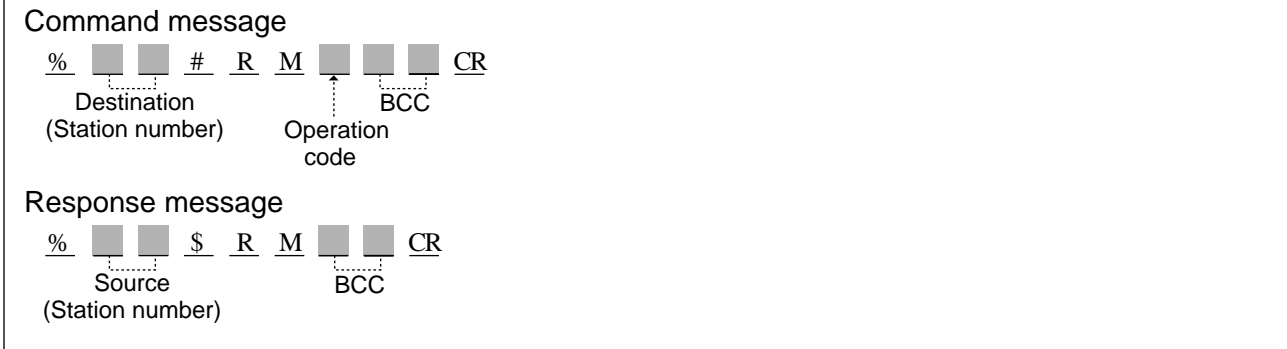 Command message
% # R M CR
Destination BCC
(Station number) Operation
code
Response message
% $ R M CR
Source BCC
(Station number)